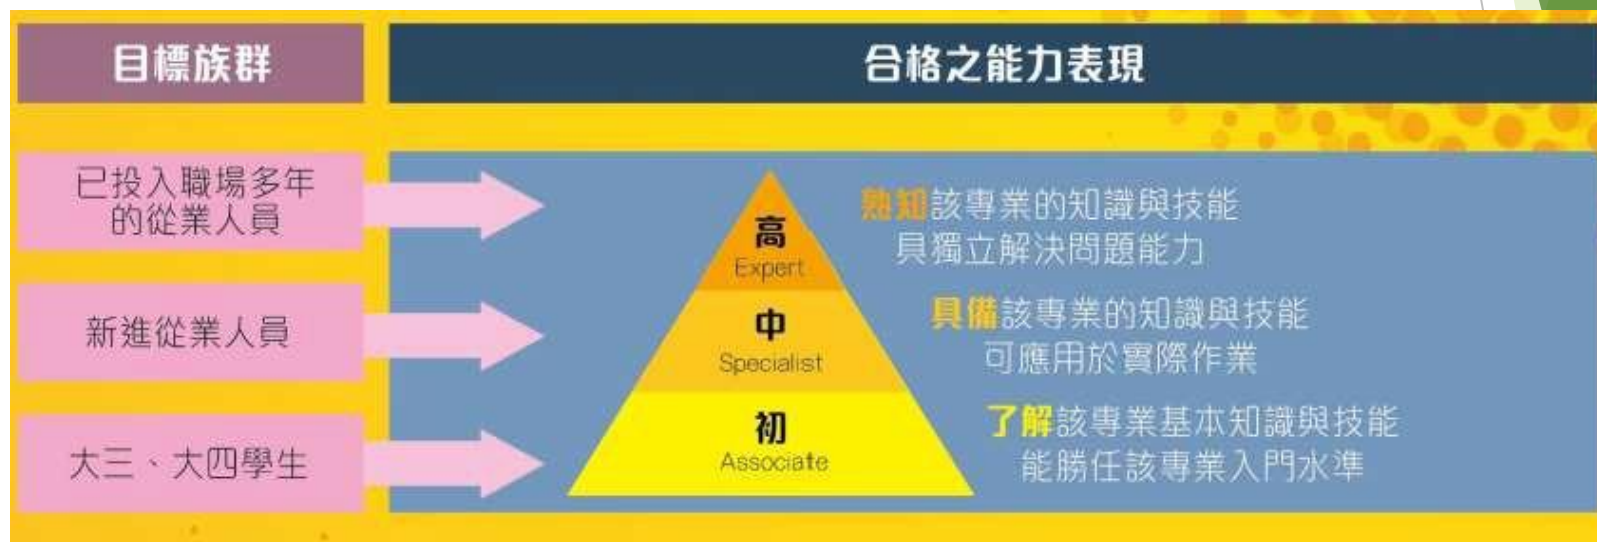 目標族群
合格之能力表現
已投入職場多年
的從業人員
高
Expert
熟知該專業的知識與技能
具獨立解決問題能力
新進從業人員
中
Specialist
具備該專業的知識與技能
可應用於實際作業
大三、大四學生
初
Associate
了解該專業基本知識與技能
能勝任該專業入門水準